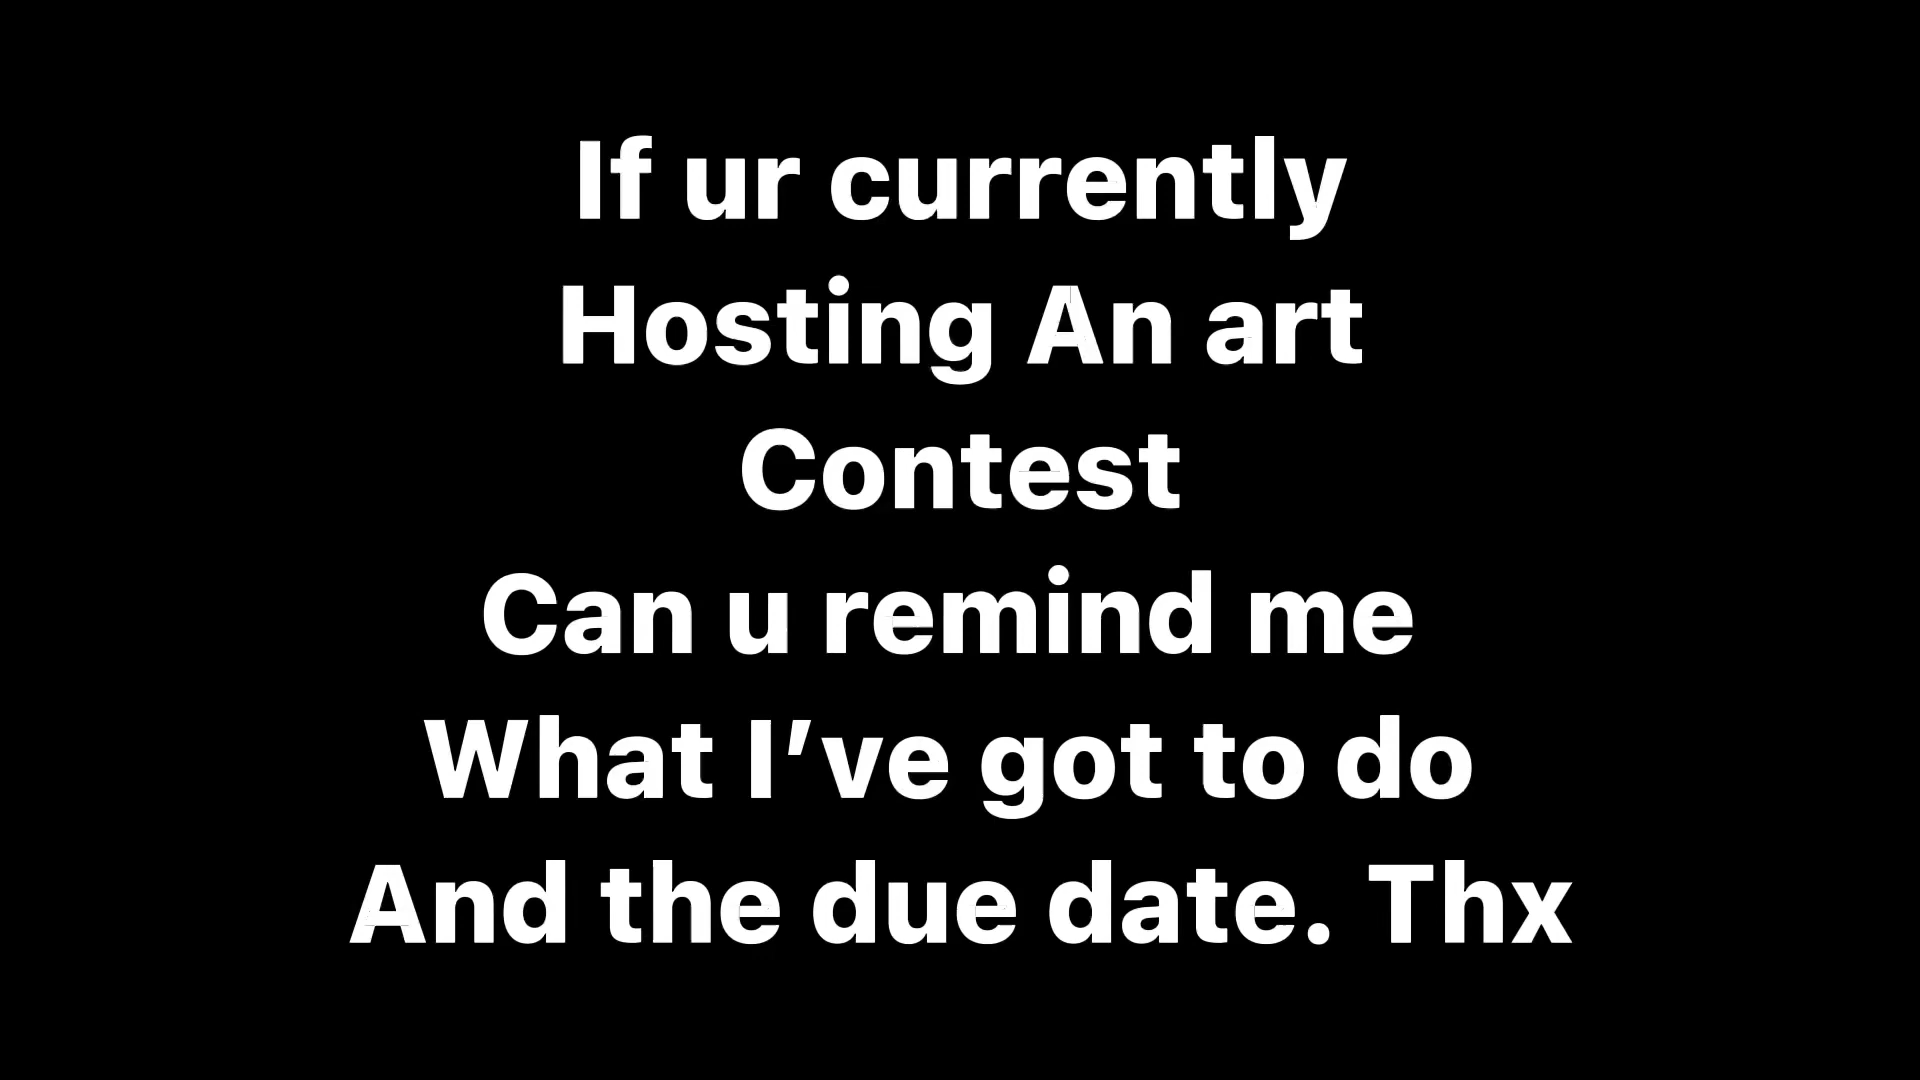 If ur currently
Hosting An art
Contest
Can u remind me
What I’ve got to do
And the due date. Thx